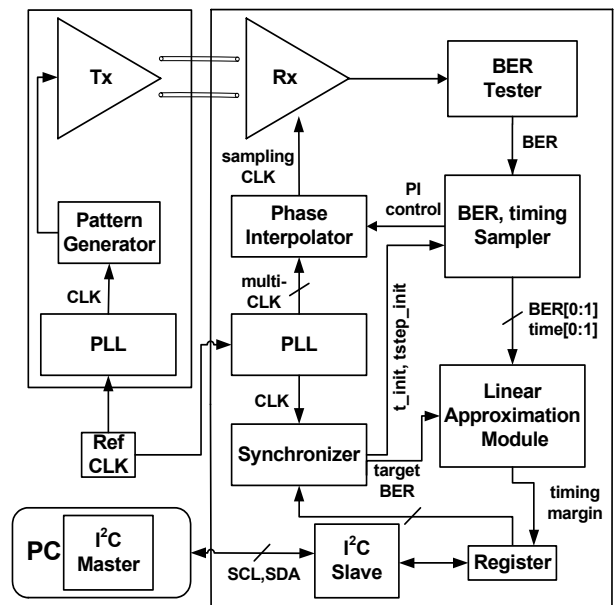 Tx
Rx
BER
Tester
BER
sampling
CLK
PI
control
Pattern
Generator
Phase
Interpolator
BER, timing
Sampler
CLK
multi-
CLK
BER[0:1]
time[0:1]
PLL
PLL
t_init, tstep_init
CLK
Linear
Approximation
Module
Ref
CLK
Synchronizer
target
BER
timing
margin
PC
I²C
Master
SCL,SDA
I²C
Slave
Register